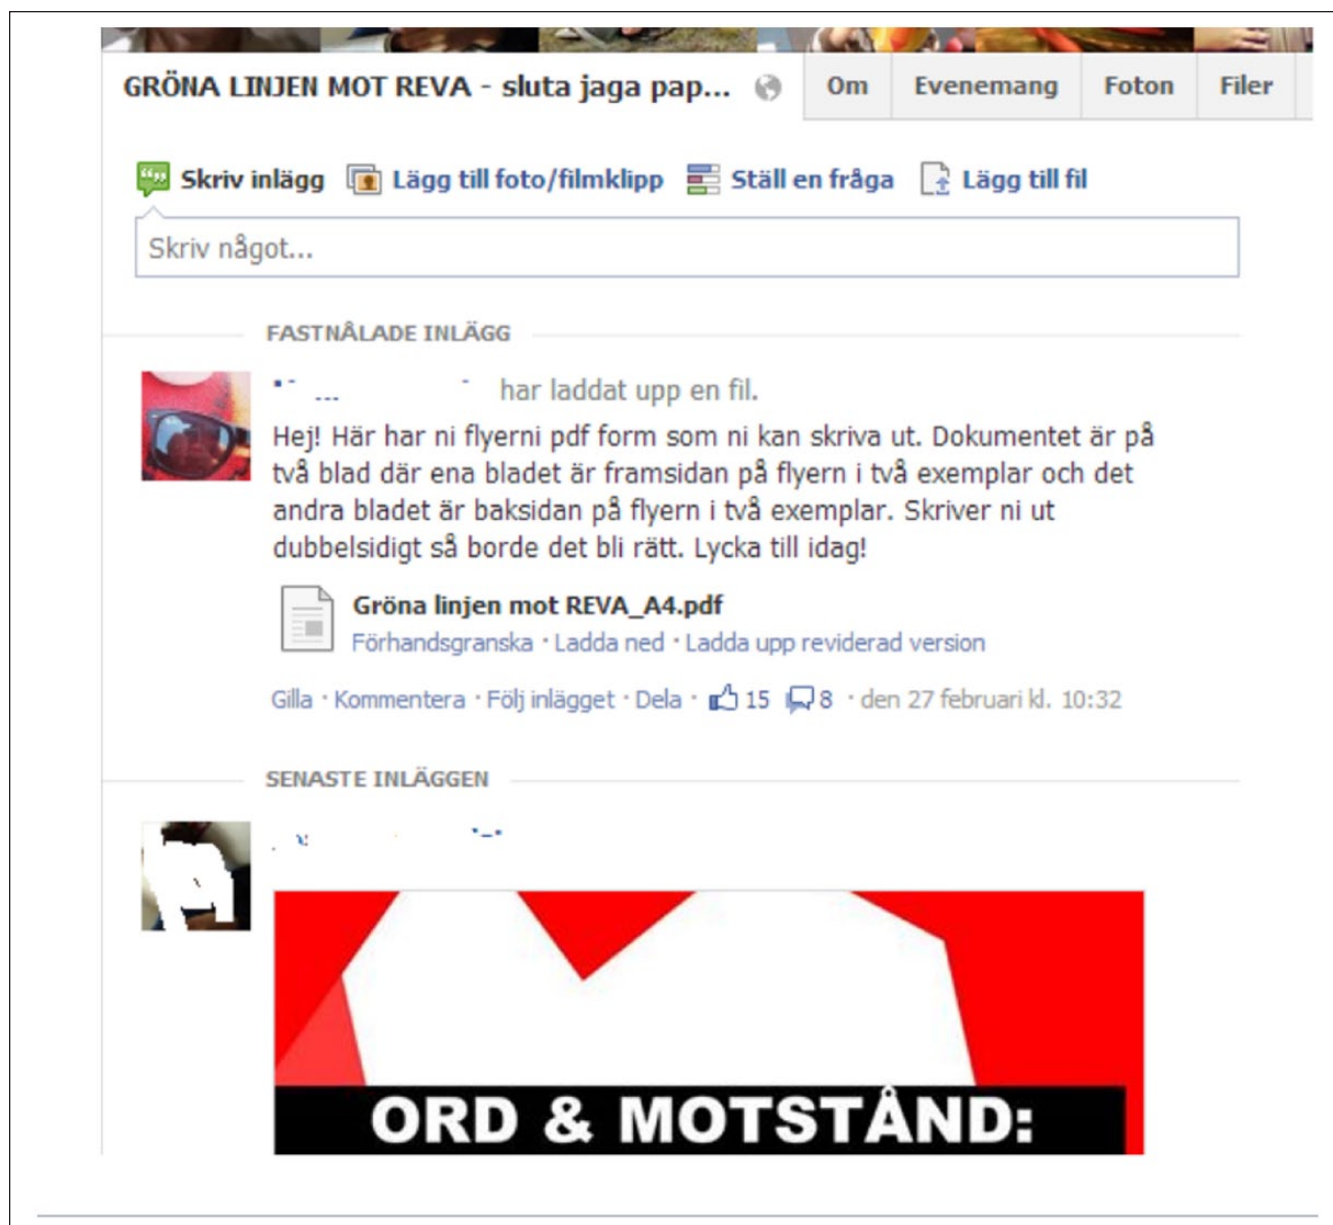 GRÖNA LINJEN MOT REVA - sluta jaga pap... Om Evenemang Foton Filer
Skriv inlägg Lägg till foto/filmklipp Ställ en fråga Lägg till fil
Skriv något...
FASTNÅLADE INLÄGG
har laddat upp en fil.
Hej! Här har ni flyerni pdf form som ni kan skriva ut. Dokumentet är på
två blad där ena bladet är framsidan på flyern i två exemplar och det
andra bladet är baksidan på flyern i två exemplar. Skriver ni ut
dubbelsidigt så borde det bli rätt. Lycka till idag!
Gröna linjen mot REVA_A4.pdf
Förhandsgranska · Ladda ned · Ladda upp reviderad version
Gilla · Kommentera · Följ inlägget · Dela · 15 8 · den 27 februari kl. 10:32
SENASTE INLÄGGEN
ORD & MOTSTÅND: